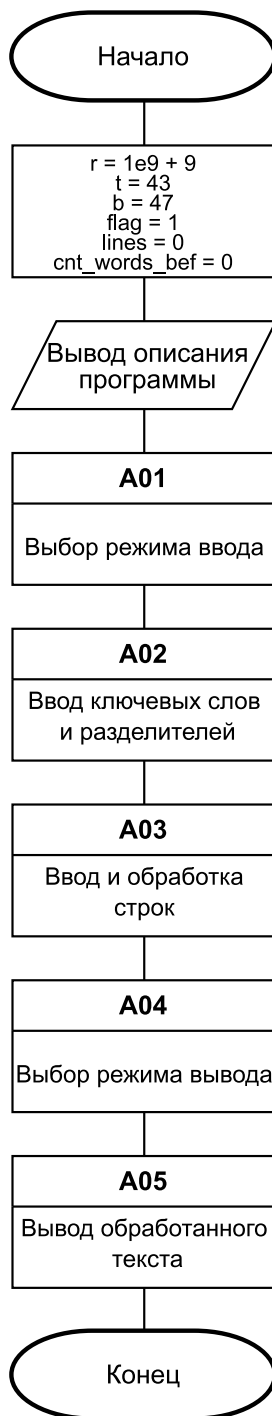 Начало
r = 1e9 + 9
t = 43
b = 47
flag = 1
lines = 0
cnt_words_bef = 0
Вывод описания
программы
A01
Выбор режима ввода
A02
Ввод ключевых слов
и разделителей
A03
Ввод и обработка
строк
A04
Выбор режима вывода
A05
Вывод обработанного
текста
Конец